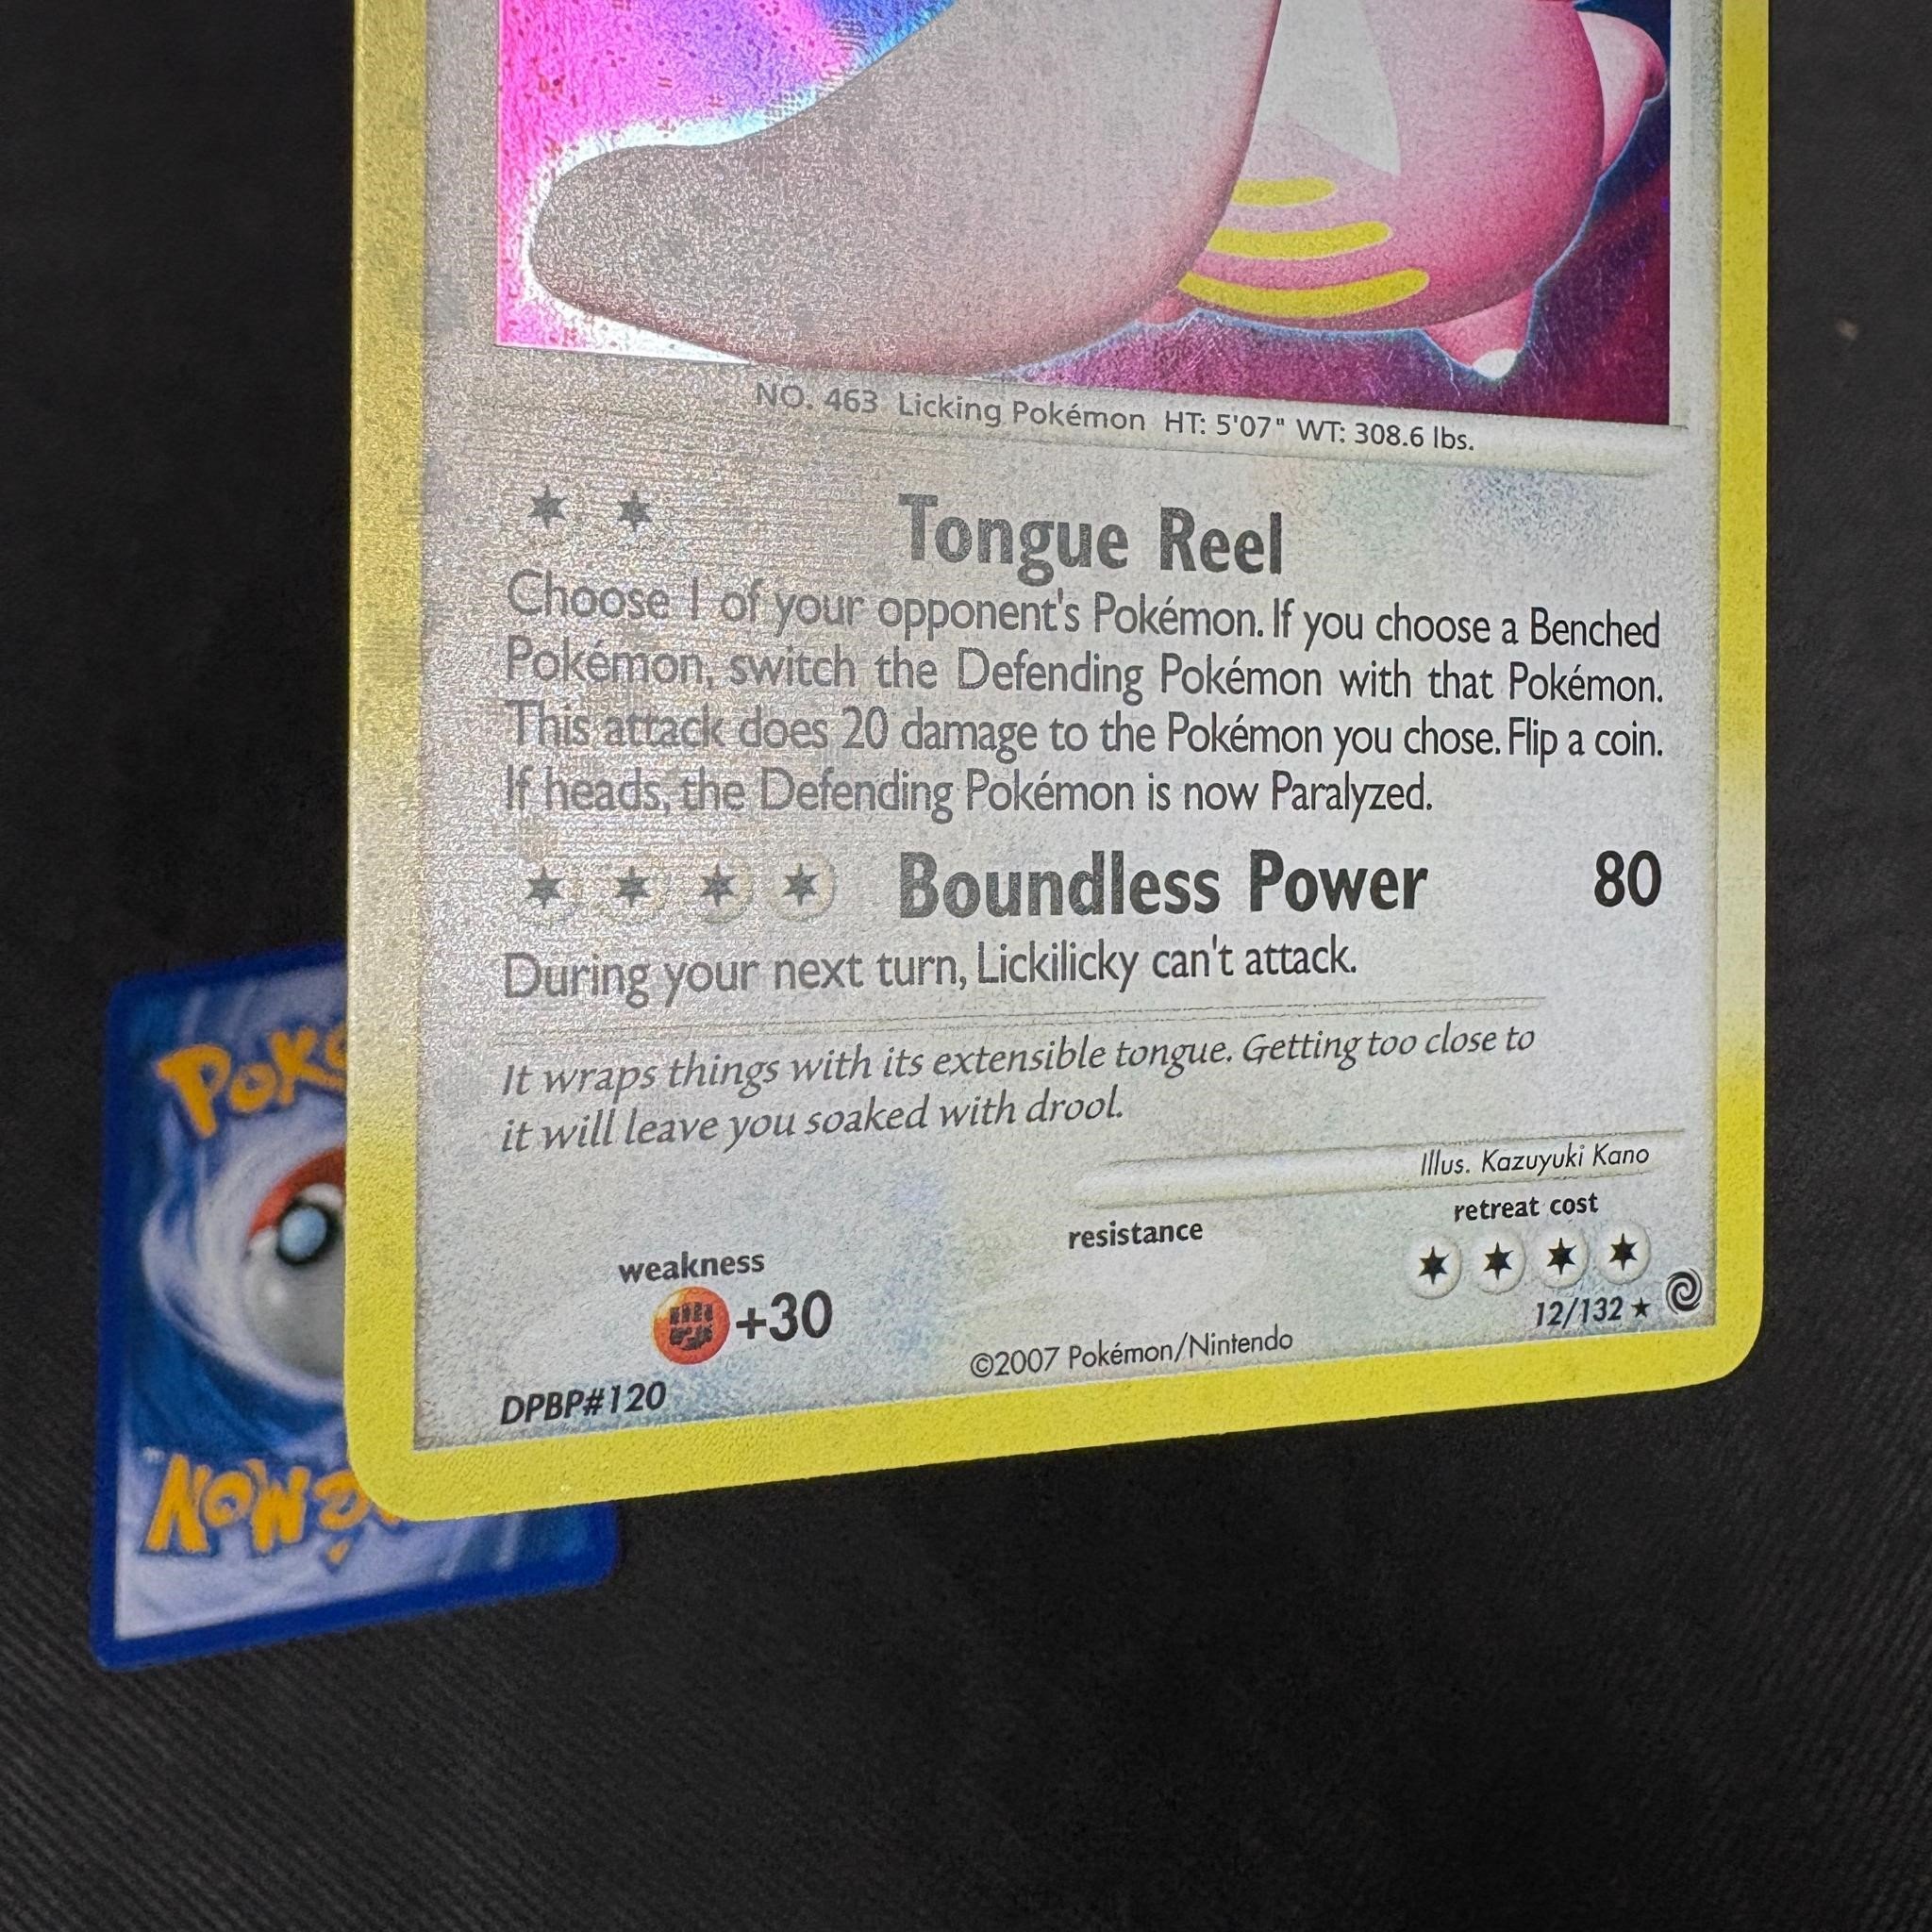 NO. 463 Licking Pokémon HT: 5'07" WT: 308.6 lbs.
Tongue Reel
Choose 1 of your opponent's Pokémon. If you choose a Benched
Pokémon, switch the Defending Pokémon with that Pokémon.
This attack does 20 damage to the Pokémon you chose. Flip a coin.
If heads, the Defending Pokémon is now Paralyzed.
Boundless Power 80
During your next turn, Lickilicky can't attack.
It wraps things with its extensible tongue. Getting too close to
it will leave you soaked with drool.
Illus. Kazuyuki Kano
weakness
+30
resistance
retreat cost
12/132 ★
DPBP#120
©2007 Pokémon/Nintendo